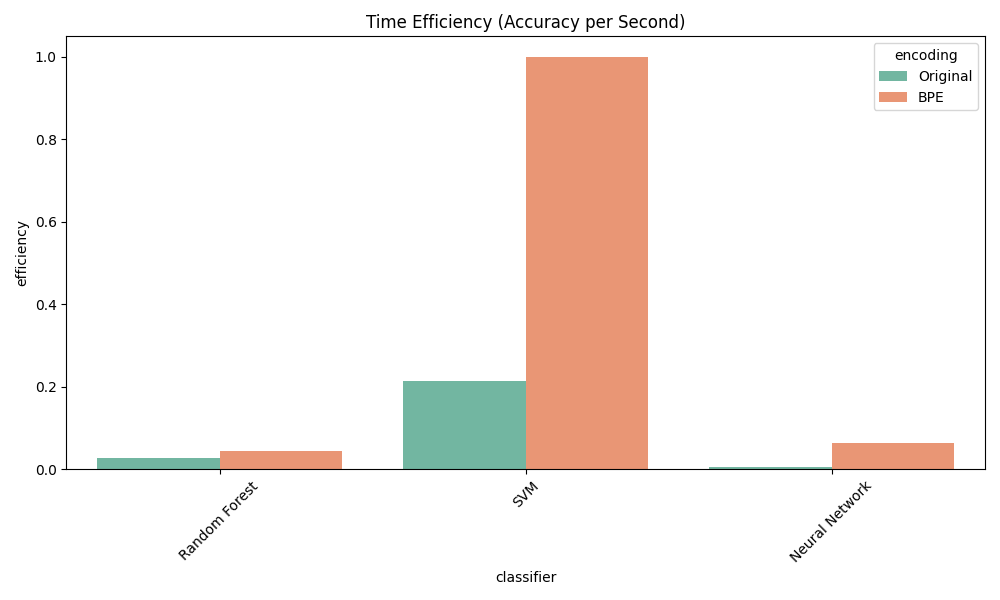 Time Efficiency (Accuracy per Second)
encoding
Original
BPE
efficiency
1.0
0.8
0.6
0.4
0.2
0.0
Random Forest
SVM
Neural Network
classifier